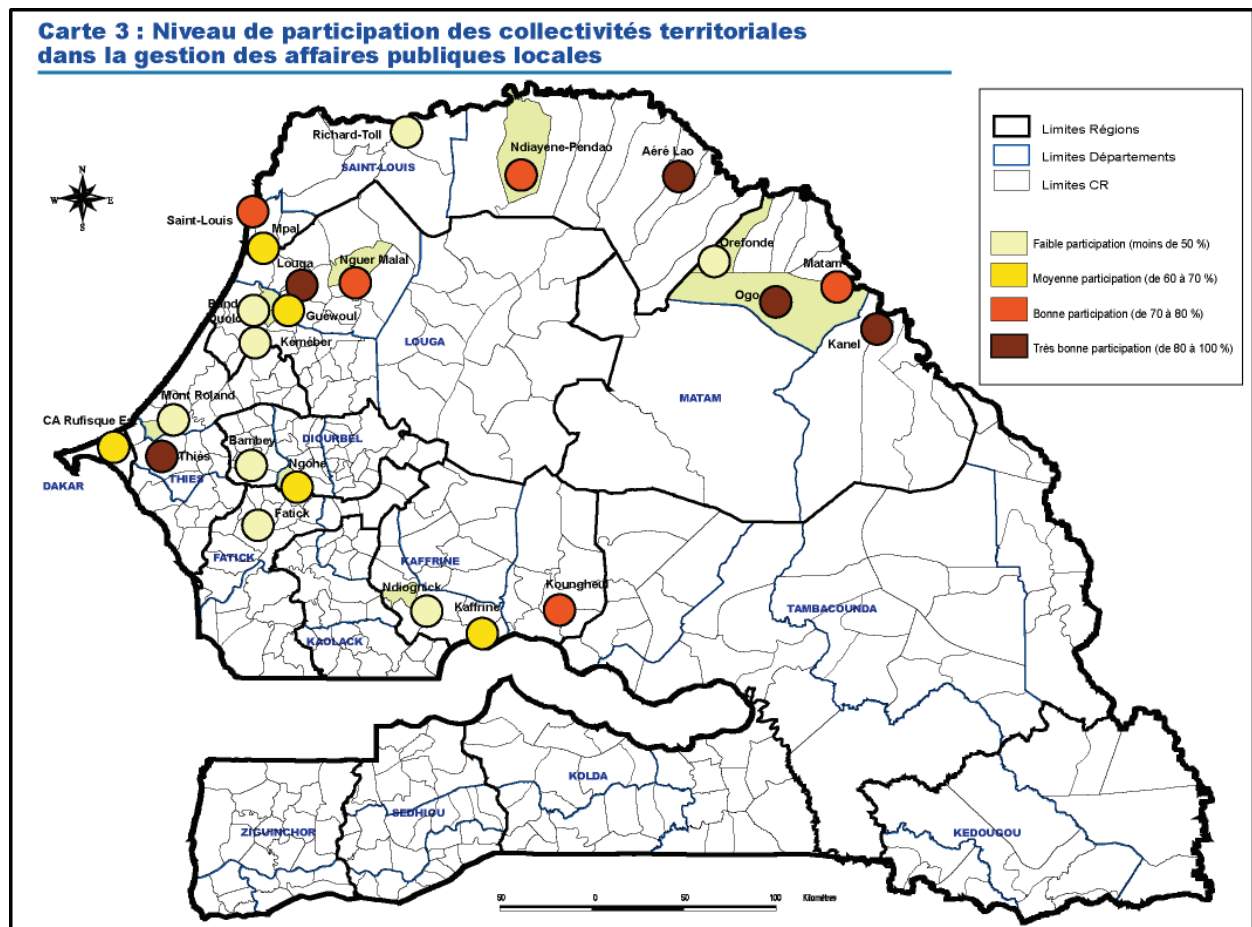 Carte 3 : Niveau de participation des collectivités territoriales
dans la gestion des affaires publiques locales
Limites Régions
Limites Départements
Limites CR
Faible participation (moins de 50 %)
Moyenne participation (de 60 à 70 %)
Bonne participation (de 70 à 80 %)
Très bonne participation (de 80 à 100 %)
N
W
E
S
Richard-Toll
SAINT-LOUIS
Ndiayene-Pendao
Aéré Lao
Saint-Louis
Mpal
Louga
Nguer Malal
Orefonde
Matam
Ogo
Guéwoul
Kéméber
LOUGA
Kanel
MATAM
Mont Roland
CA Rufisque Es
Thiès
Bambey
DIOURBEL
Ngohé
DAKAR
THIES
Fatick
FATICK
KAFFRINE
Ndiognick
Kaffrine
Koungheul
KAOLACK
TAMBACOUNDA
KOLDA
SEDHIOU
ZIGUINCHOR
KEDOUGOU
50 0 50 100 Kilomètres